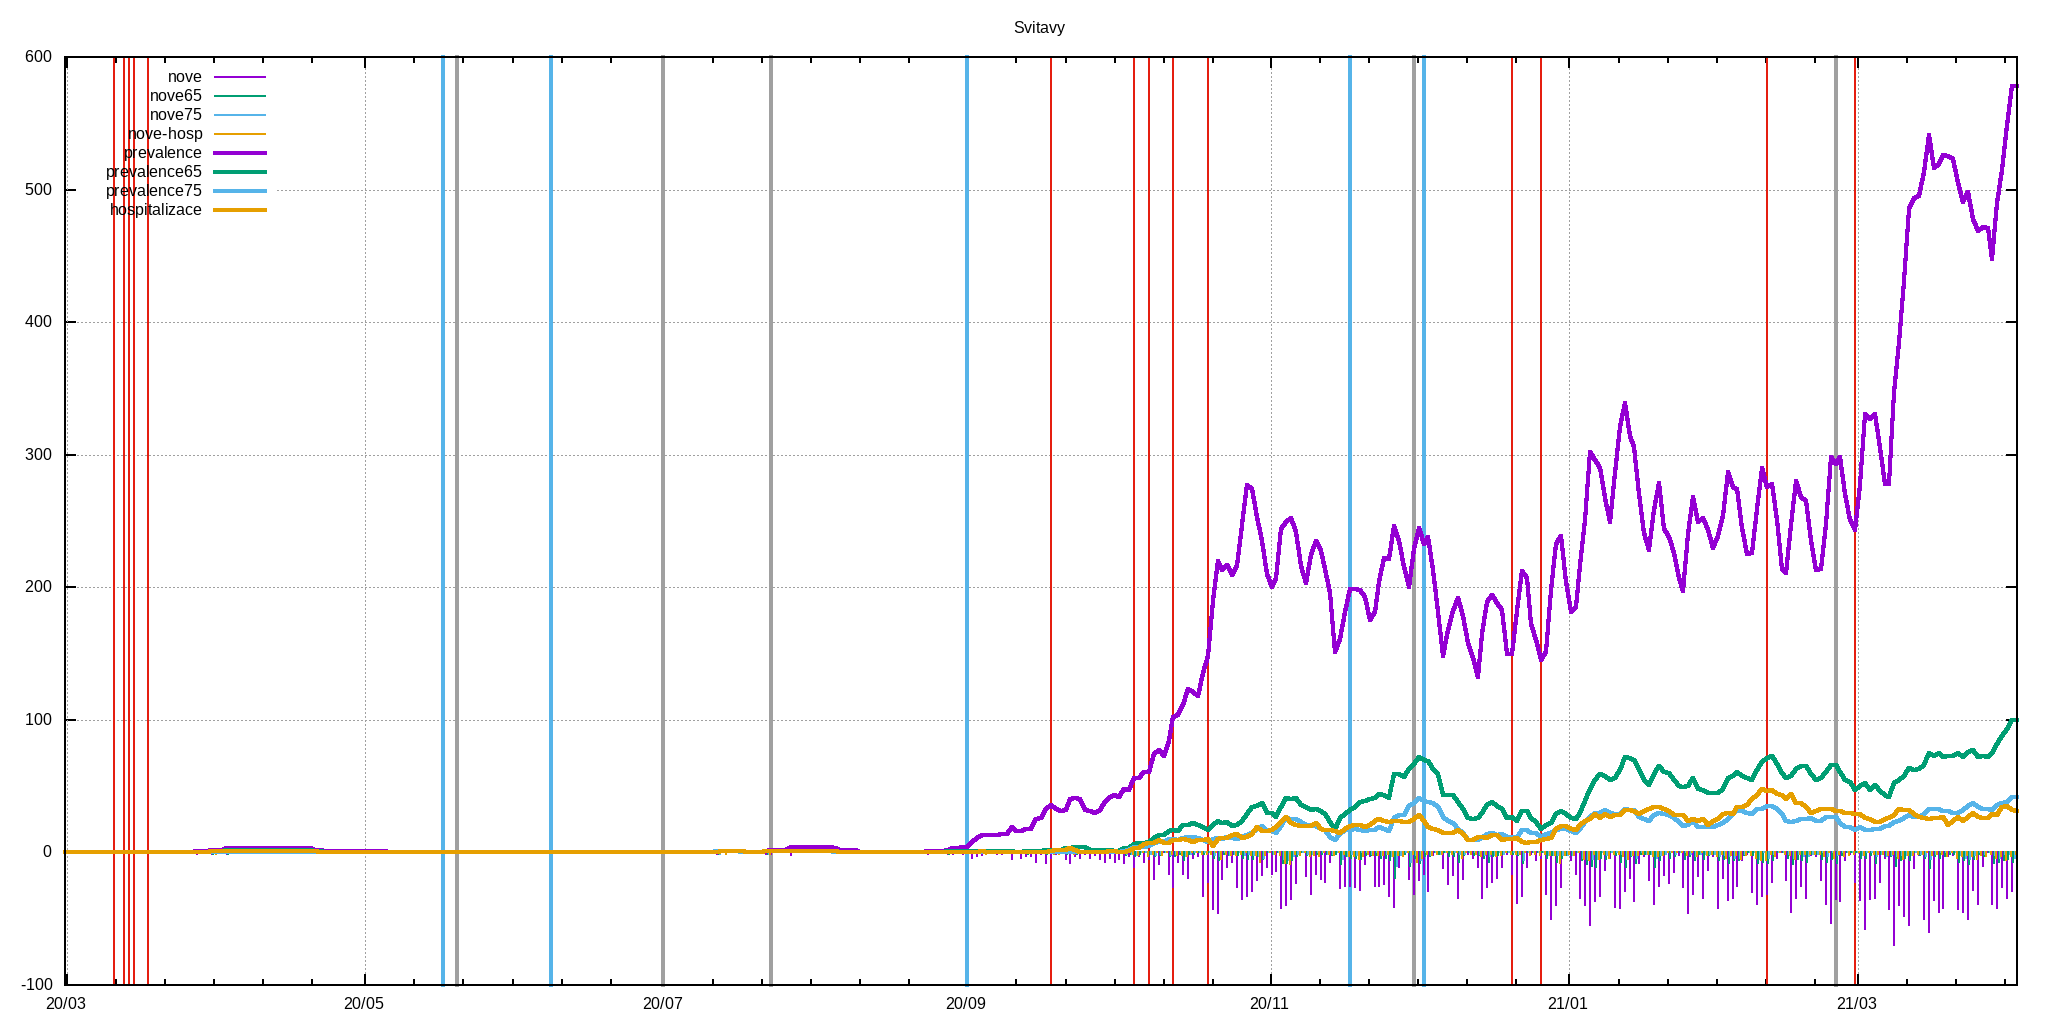 Svitavy
600
500
400
300
200
100
0
-100
nove
nove65
nove75
nove-hosp
prevalence
prevalence65
prevalence75
hospitalizace
20/03 20/05 20/07 20/09 20/11 21/01 21/03